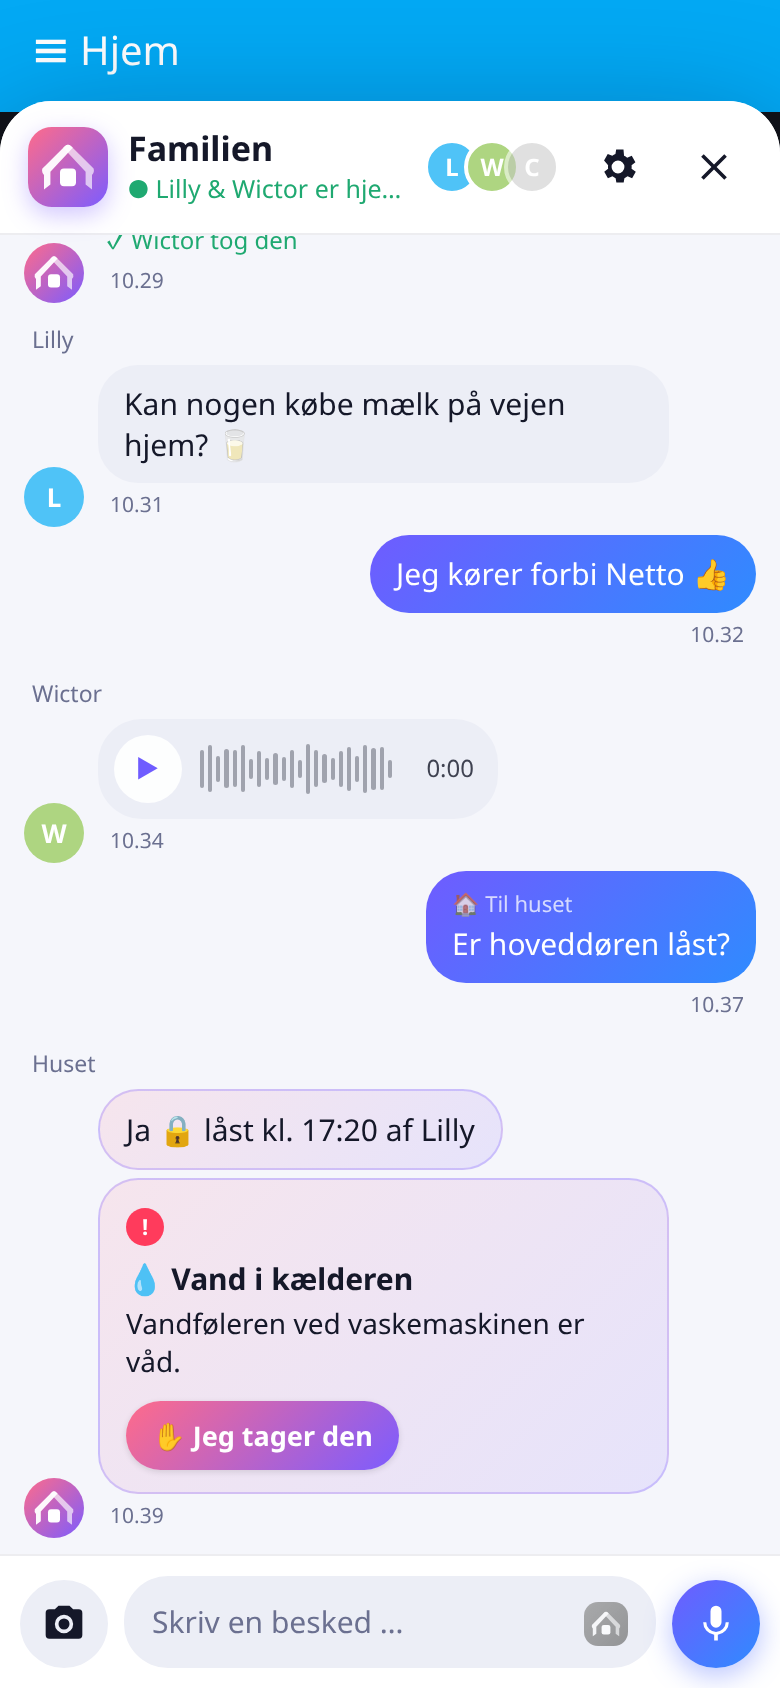 Hjem
Familien
Lilly & Wictor er hje...
L W C
✓ Wictor tog den
10.29
Lilly
Kan nogen købe mælk på vejen
hjem? 🥛
L
10.31
Jeg kører forbi Netto 👍
10.32
Wictor
0:00
W
10.34
🏠 Til huset
Er hoveddøren låst?
10.37
Huset
Ja 🔒 låst kl. 17:20 af Lilly
!
💧 Vand i kælderen
Vandføleren ved vaskemaskinen er
våd.
✋ Jeg tager den
10.39
Skriv en besked ...